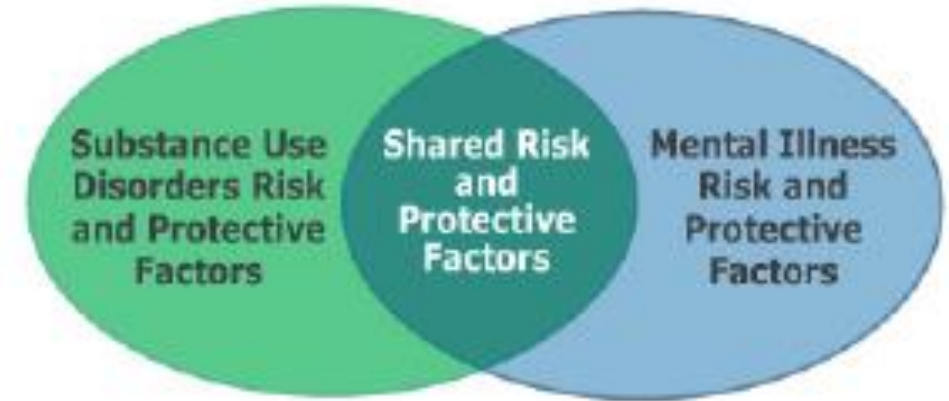 Substance Use
Disorders Risk
and Protective
Factors
Shared Risk
and
Protective
Factors
Mental Illness
Risk and
Protective
Factors